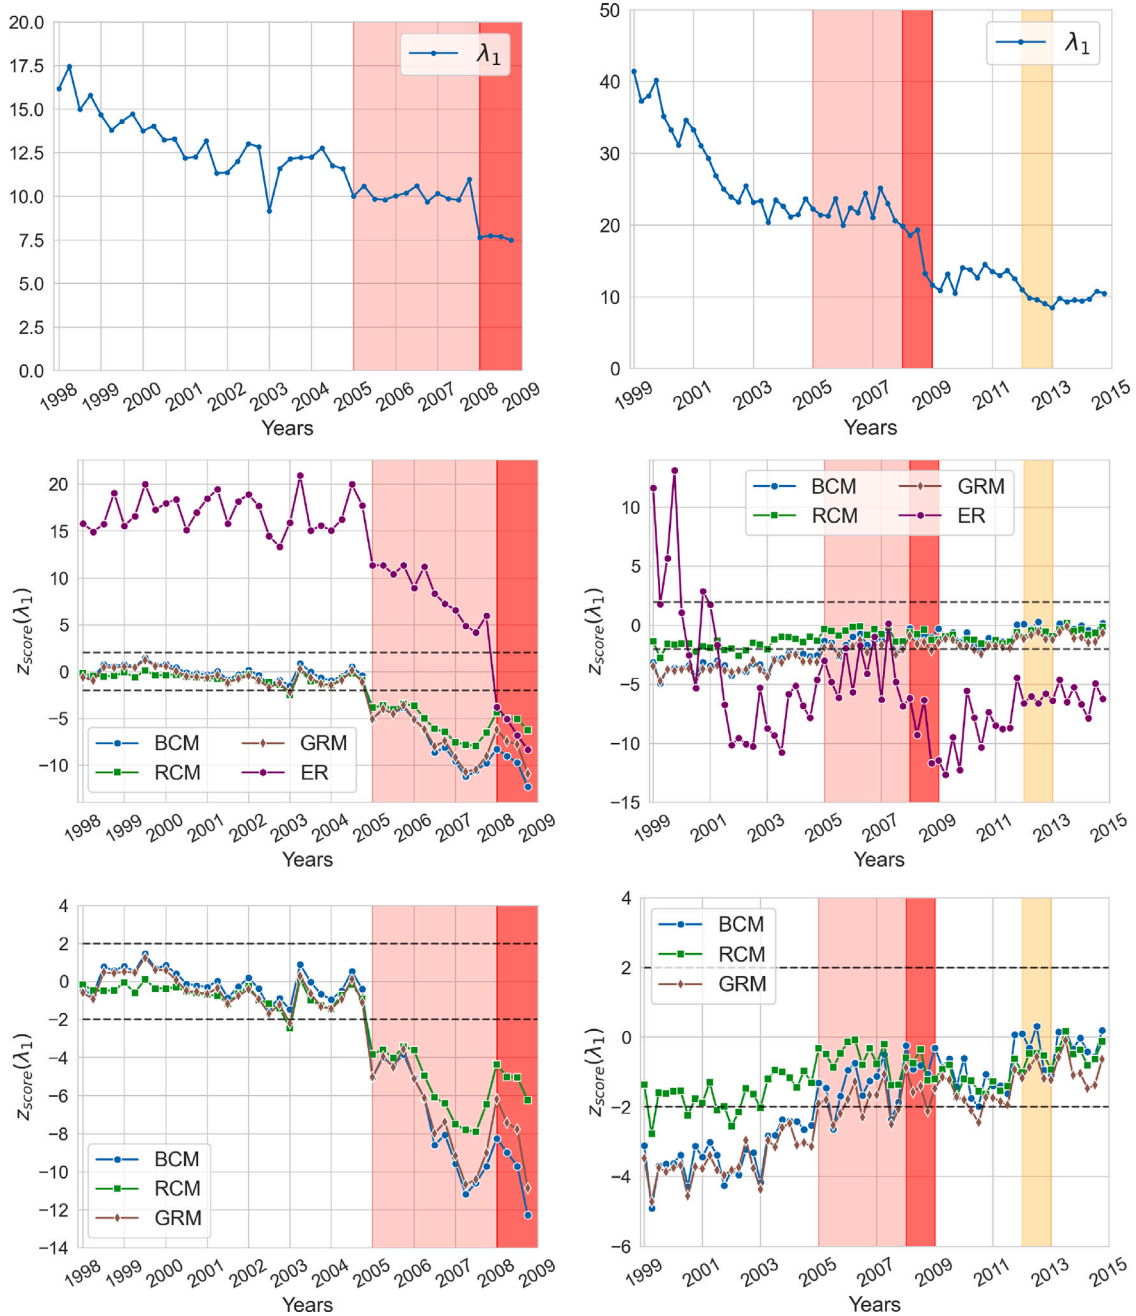 20.0
17.5
15.0
12.5
10.0
7.5
5.0
2.5
0.0
λ₁
1998 1999 2000 2001 2002 2003 2004 2005 2006 2007 2008 2009
Years
50
40
30
20
10
0
λ₁
1999 2001 2003 2005 2007 2009 2011 2013 2015
Years
z_score(λ₁)
20
15
10
5
0
−5
−10
BCM GRM
RCM ER
1998 1999 2000 2001 2002 2003 2004 2005 2006 2007 2008 2009
Years
z_score(λ₁)
10
5
0
−5
−10
−15
BCM GRM
RCM ER
1999 2001 2003 2005 2007 2009 2011 2013 2015
Years
z_score(λ₁)
4
2
0
−2
−4
−6
−8
−10
−12
−14
BCM
RCM
GRM
1998 1999 2000 2001 2002 2003 2004 2005 2006 2007 2008 2009
Years
z_score(λ₁)
4
2
0
−2
−4
−6
BCM
RCM
GRM
1999 2001 2003 2005 2007 2009 2011 2013 2015
Years